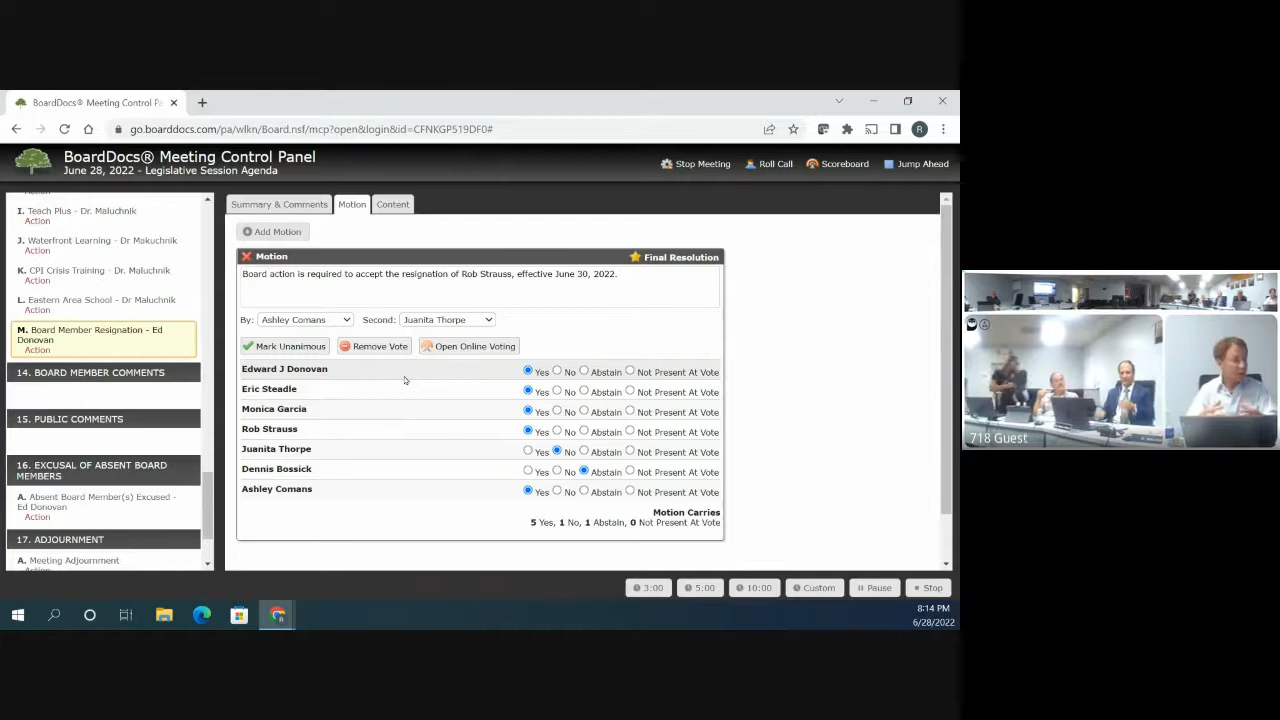 BoardDocs® Meeting Control Pa
go.boarddocs.com/pa/wlkn/Board.nsf/mcp?open&login&id=CFNKGP519DF0#
R
BoardDocs® Meeting Control Panel
June 28, 2022 - Legislative Session Agenda
Stop Meeting
Roll Call
Scoreboard
Jump Ahead
I. Teach Plus - Dr. Maluchnik
Action
J. Waterfront Learning - Dr Makuchnik
Action
K. CPI Crisis Training - Dr. Maluchnik
Action
L. Eastern Area School - Dr Maluchnik
Action
M. Board Member Resignation - Ed
Donovan
Action
14. BOARD MEMBER COMMENTS
15. PUBLIC COMMENTS
16. EXCUSAL OF ABSENT BOARD
MEMBERS
A. Absent Board Member(s) Excused -
Ed Donovan
Action
17. ADJOURNMENT
A. Meeting Adjournment
Summary & Comments
Motion
Content
Add Motion
Motion
Final Resolution
Board action is required to accept the resignation of Rob Strauss, effective June 30, 2022.
By: Ashley Comans Second: Juanita Thorpe
Mark Unanimous
Remove Vote
Open Online Voting
Edward J Donovan Yes No Abstain Not Present At Vote
Eric Steadle Yes No Abstain Not Present At Vote
Monica Garcia Yes No Abstain Not Present At Vote
Rob Strauss Yes No Abstain Not Present At Vote
Juanita Thorpe Yes No Abstain Not Present At Vote
Dennis Bossick Yes No Abstain Not Present At Vote
Ashley Comans Yes No Abstain Not Present At Vote
Motion Carries
5 Yes, 1 No, 1 Abstain, 0 Not Present At Vote
3:00
5:00
10:00
Custom
Pause
Stop
8:14 PM
6/28/2022
718 Guest